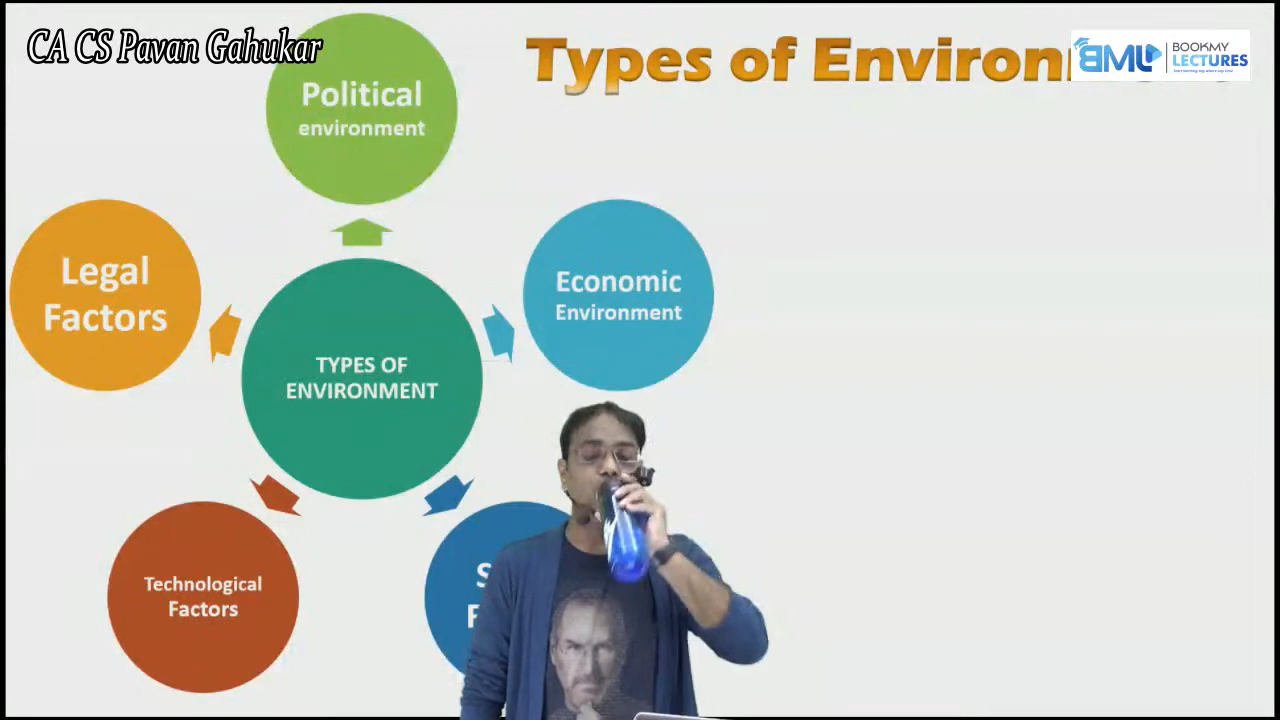 CA CS Pavan Gahukar
Types of
BML
BOOKMY
LECTURES
Political
environment
Legal
Factors
Economic
Environment
TYPES OF
ENVIRONMENT
Technological
Factors